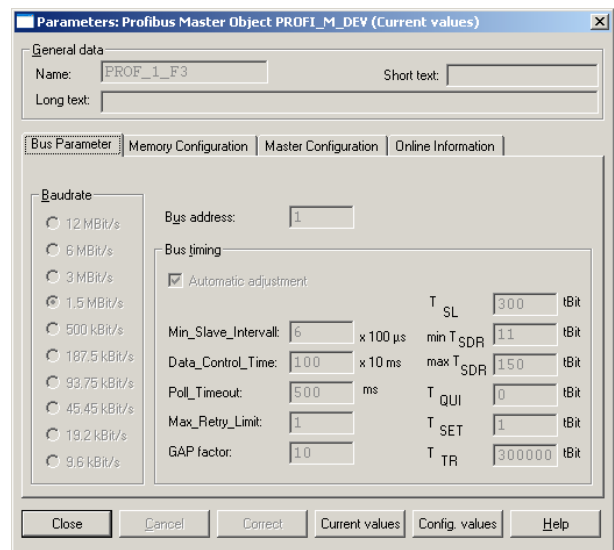 Parameters: Profibus Master Object PROFI_M_DEV (Current values)
General data
Name: PROF_1_F3 Short text:
Long text:
Bus Parameter Memory Configuration Master Configuration Online Information
Baudrate
12 MBit/s
6 MBit/s
3 MBit/s
1.5 MBit/s
500 kBit/s
187.5 kBit/s
93.75 kBit/s
45.45 kBit/s
19.2 kBit/s
9.6 kBit/s
Bus address: 1
Bus timing
Automatic adjustment
Min_Slave_Intervall: 6 x 100 µs
Data_Control_Time: 100 x 10 ms
Poll_Timeout: 500 ms
Max_Retry_Limit: 1
GAP factor: 10
T SL 300 tBit
min T SDR 11 tBit
max T SDR 150 tBit
T QUI 0 tBit
T SET 1 tBit
T TR 300000 tBit
Close Cancel Correct Current values Config. values Help